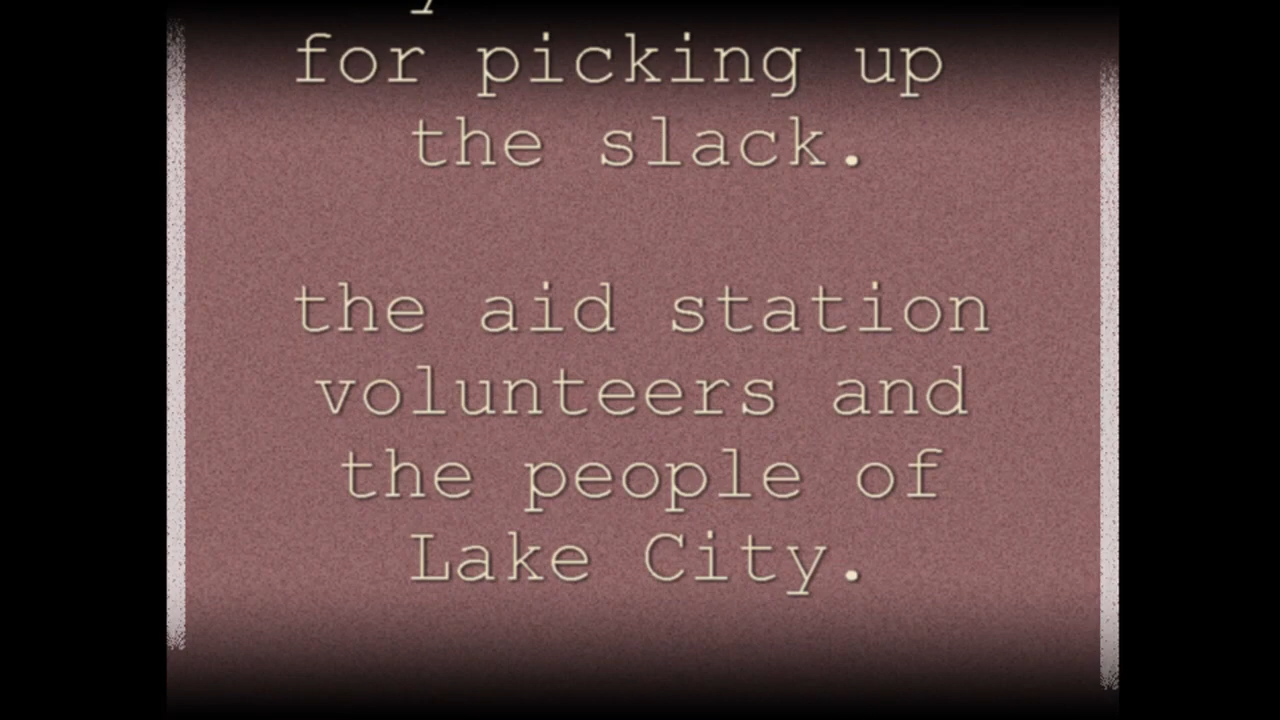 for picking up
the slack.
the aid station
volunteers and
the people of
Lake City.